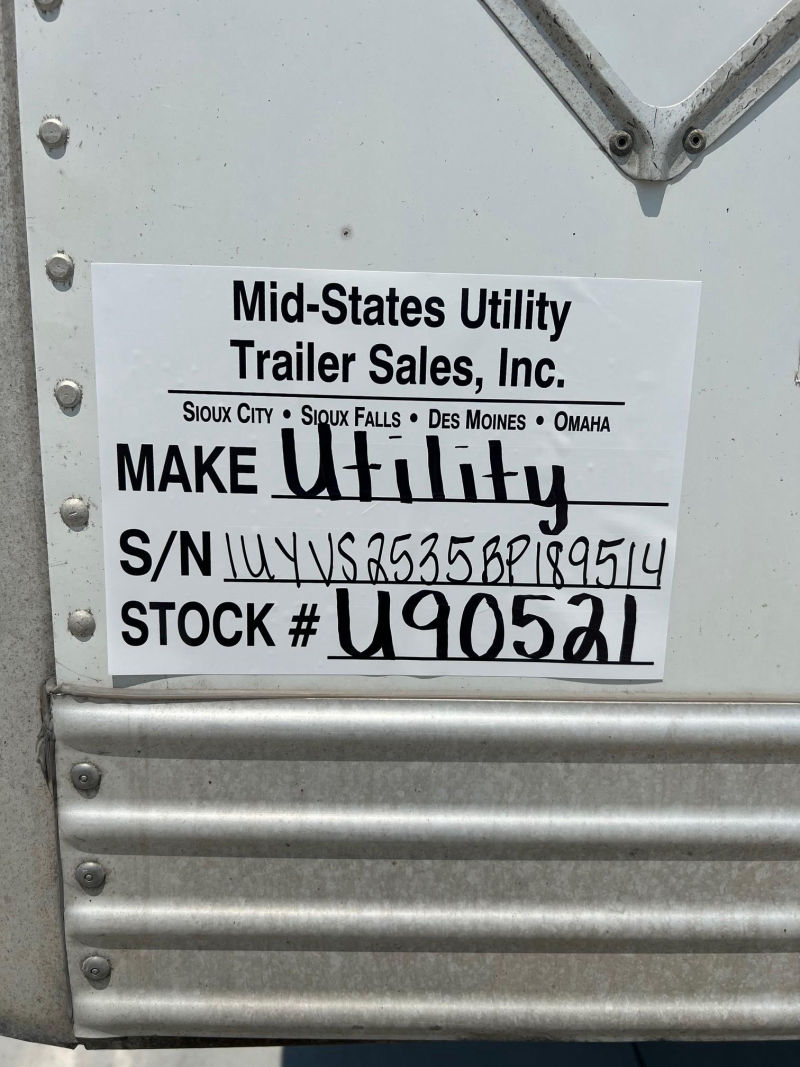 Mid-States Utility
Trailer Sales, Inc.
SIOUX CITY • SIOUX FALLS • DES MOINES • OMAHA
MAKE Utility
S/N 1UYVS2535BP189514
STOCK # U90521